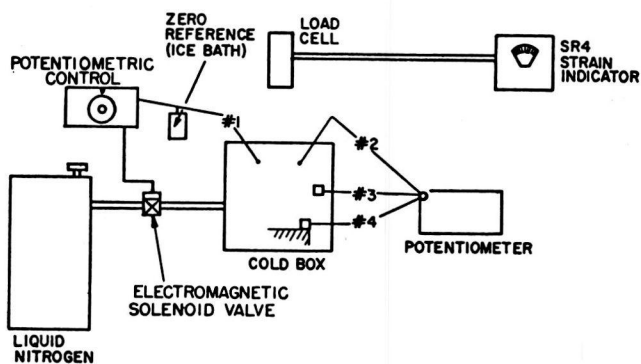 ZERO
REFERENCE
(ICE BATH)
LOAD
CELL
SR4
STRAIN
INDICATOR
POTENTIOMETRIC
CONTROL
#1
#2
#3
#4
POTENTIOMETER
COLD BOX
ELECTROMAGNETIC
SOLENOID VALVE
LIQUID
NITROGEN